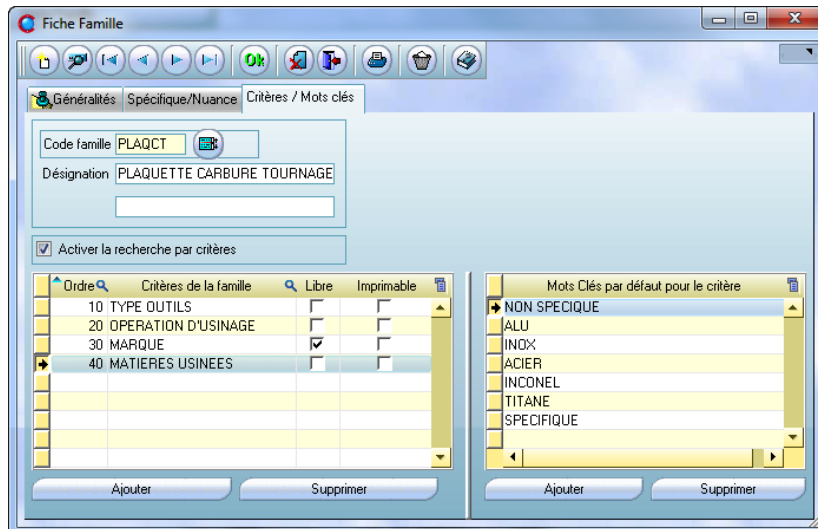 Fiche Famille
Ok
Généralités Spécifique/Nuance Critères / Mots clés
Code famille PLAQCT
Désignation PLAQUETTE CARBURE TOURNAGE
Activer la recherche par critères
Ordre Critères de la famille Libre Imprimable
10 TYPE OUTILS
20 OPERATION D'USINAGE
30 MARQUE
40 MATIERES USINEES
Ajouter Supprimer
Mots Clés par défaut pour le critère
NON SPECIQUE
ALU
INOX
ACIER
INCONEL
TITANE
SPECIFIQUE
Ajouter Supprimer